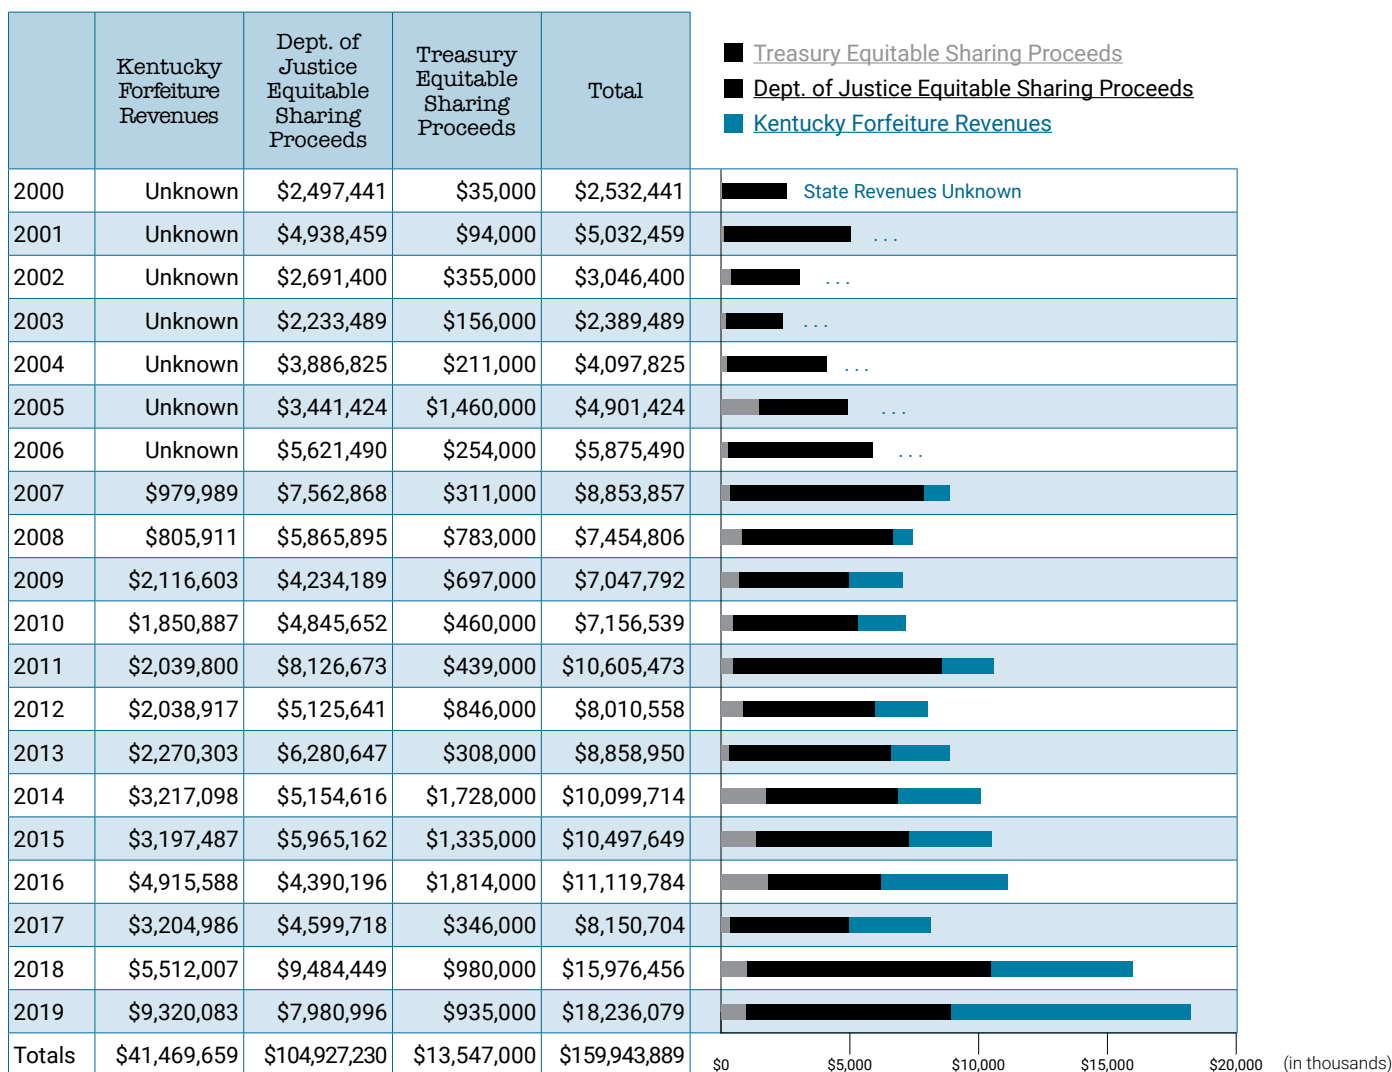 Kentucky
Forfeiture
Revenues
Dept. of
Justice
Equitable
Sharing
Proceeds
Treasury
Equitable
Sharing
Proceeds
Total
Treasury Equitable Sharing Proceeds
Dept. of Justice Equitable Sharing Proceeds
Kentucky Forfeiture Revenues
2000 Unknown $2,497,441 $35,000 $2,532,441 State Revenues Unknown
2001 Unknown $4,938,459 $94,000 $5,032,459 ...
2002 Unknown $2,691,400 $355,000 $3,046,400 ...
2003 Unknown $2,233,489 $156,000 $2,389,489 ...
2004 Unknown $3,886,825 $211,000 $4,097,825 ...
2005 Unknown $3,441,424 $1,460,000 $4,901,424 ...
2006 Unknown $5,621,490 $254,000 $5,875,490 ...
2007 $979,989 $7,562,868 $311,000 $8,853,857
2008 $805,911 $5,865,895 $783,000 $7,454,806
2009 $2,116,603 $4,234,189 $697,000 $7,047,792
2010 $1,850,887 $4,845,652 $460,000 $7,156,539
2011 $2,039,800 $8,126,673 $439,000 $10,605,473
2012 $2,038,917 $5,125,641 $846,000 $8,010,558
2013 $2,270,303 $6,280,647 $308,000 $8,858,950
2014 $3,217,098 $5,154,616 $1,728,000 $10,099,714
2015 $3,197,487 $5,965,162 $1,335,000 $10,497,649
2016 $4,915,588 $4,390,196 $1,814,000 $11,119,784
2017 $3,204,986 $4,599,718 $346,000 $8,150,704
2018 $5,512,007 $9,484,449 $980,000 $15,976,456
2019 $9,320,083 $7,980,996 $935,000 $18,236,079
Totals $41,469,659 $104,927,230 $13,547,000 $159,943,889
$0 $5,000 $10,000 $15,000 $20,000 (in thousands)